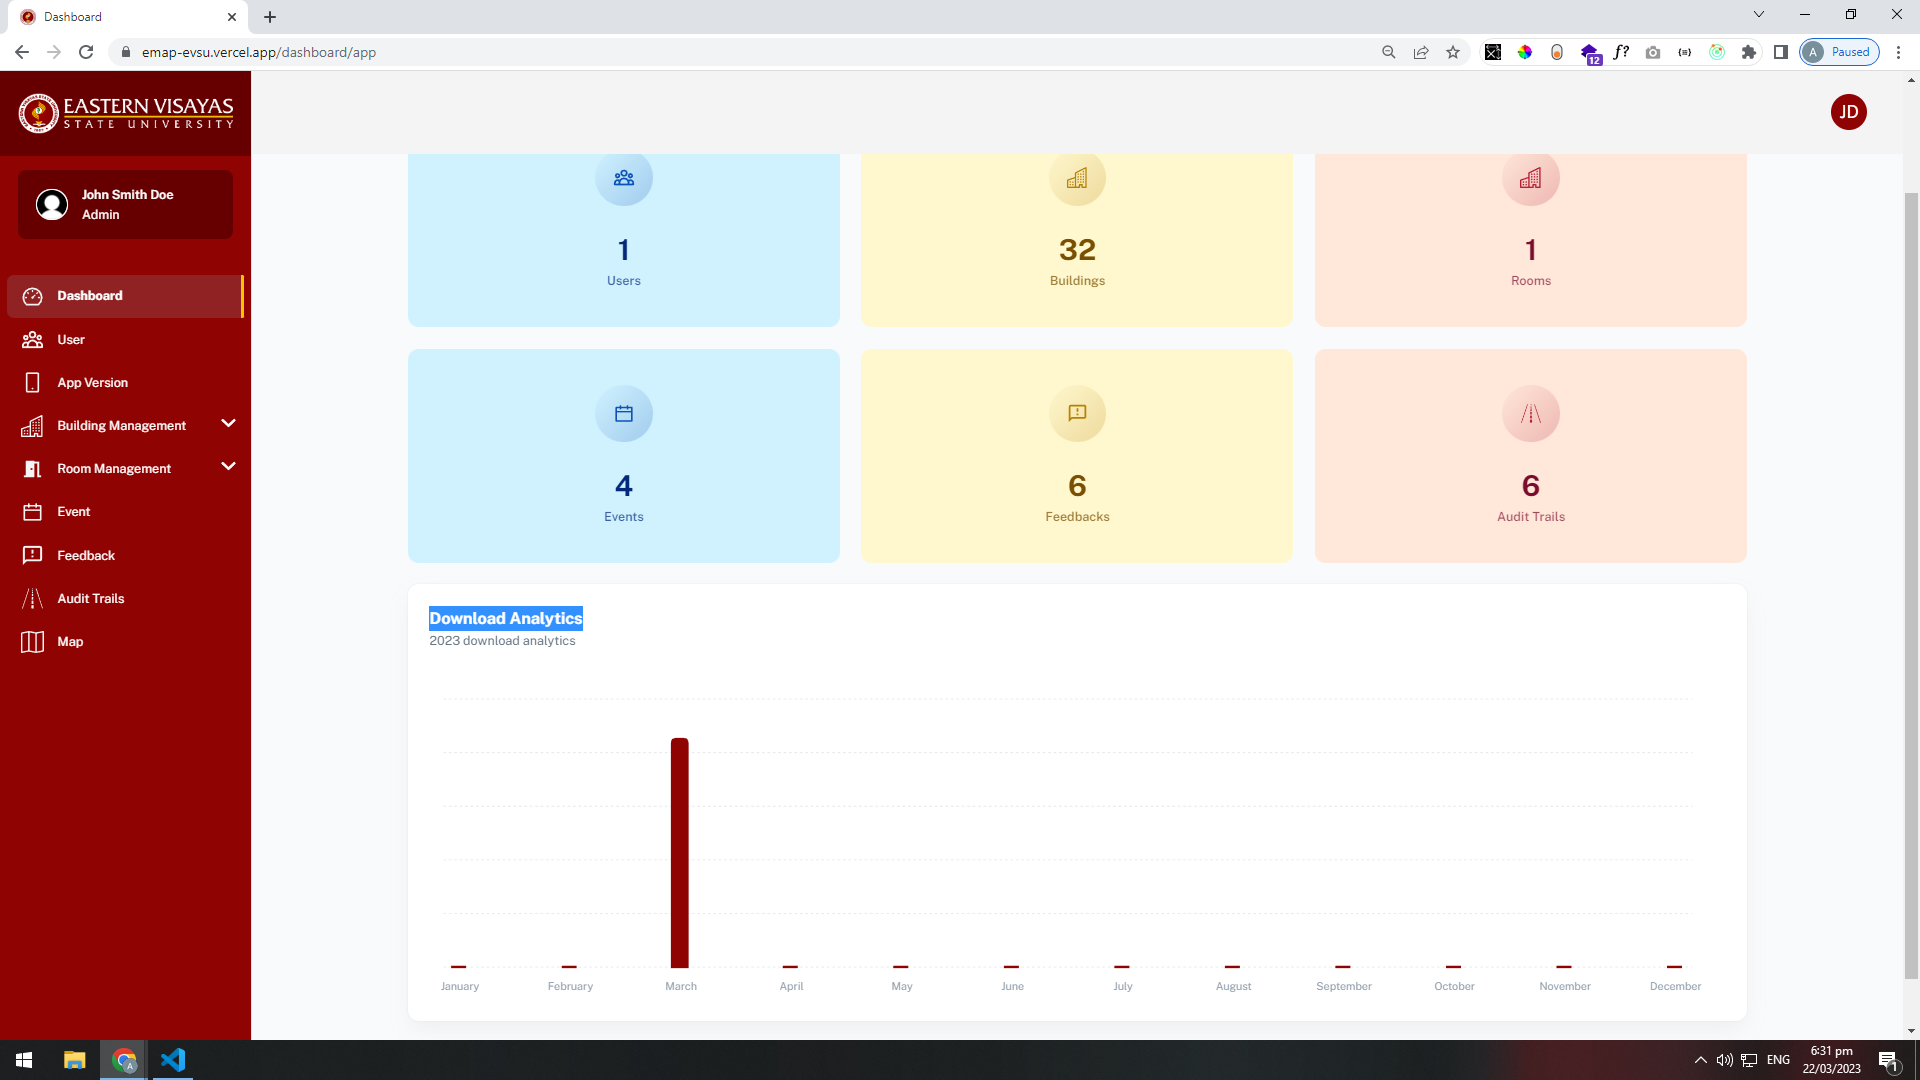 Dashboard
emap-evsu.vercel.app/dashboard/app
12
f?
A
Paused
EASTERN VISAYAS
STATE UNIVERSITY
JD
John Smith Doe
Admin
Dashboard
User
App Version
Building Management
Room Management
Event
Feedback
Audit Trails
Map
1
Users
32
Buildings
1
Rooms
4
Events
6
Feedbacks
6
Audit Trails
Download Analytics
2023 download analytics
January February March April May June July August September October November December
A
ENG
6:31 pm
22/03/2023
1